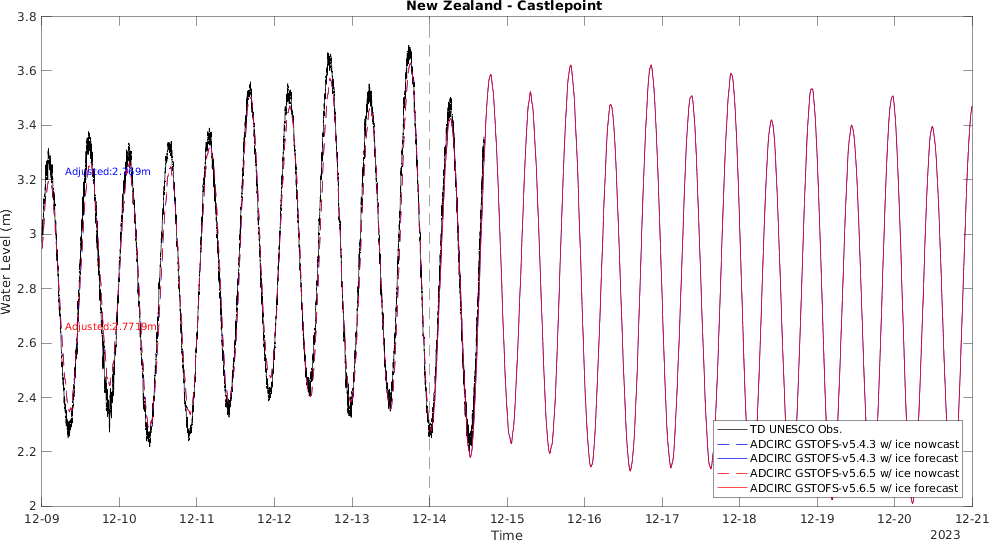 New Zealand - Castlepoint
Water Level (m)
3.8
3.6
3.4
3.2
3
2.8
2.6
2.4
2.2
2
Adjusted:2.769m
Adjusted:2.7719m
TD UNESCO Obs.
ADCIRC GSTOFS-v5.4.3 w/ ice nowcast
ADCIRC GSTOFS-v5.4.3 w/ ice forecast
ADCIRC GSTOFS-v5.6.5 w/ ice nowcast
ADCIRC GSTOFS-v5.6.5 w/ ice forecast
12-09 12-10 12-11 12-12 12-13 12-14 12-15 12-16 12-17 12-18 12-19 12-20 12-21
Time
2023